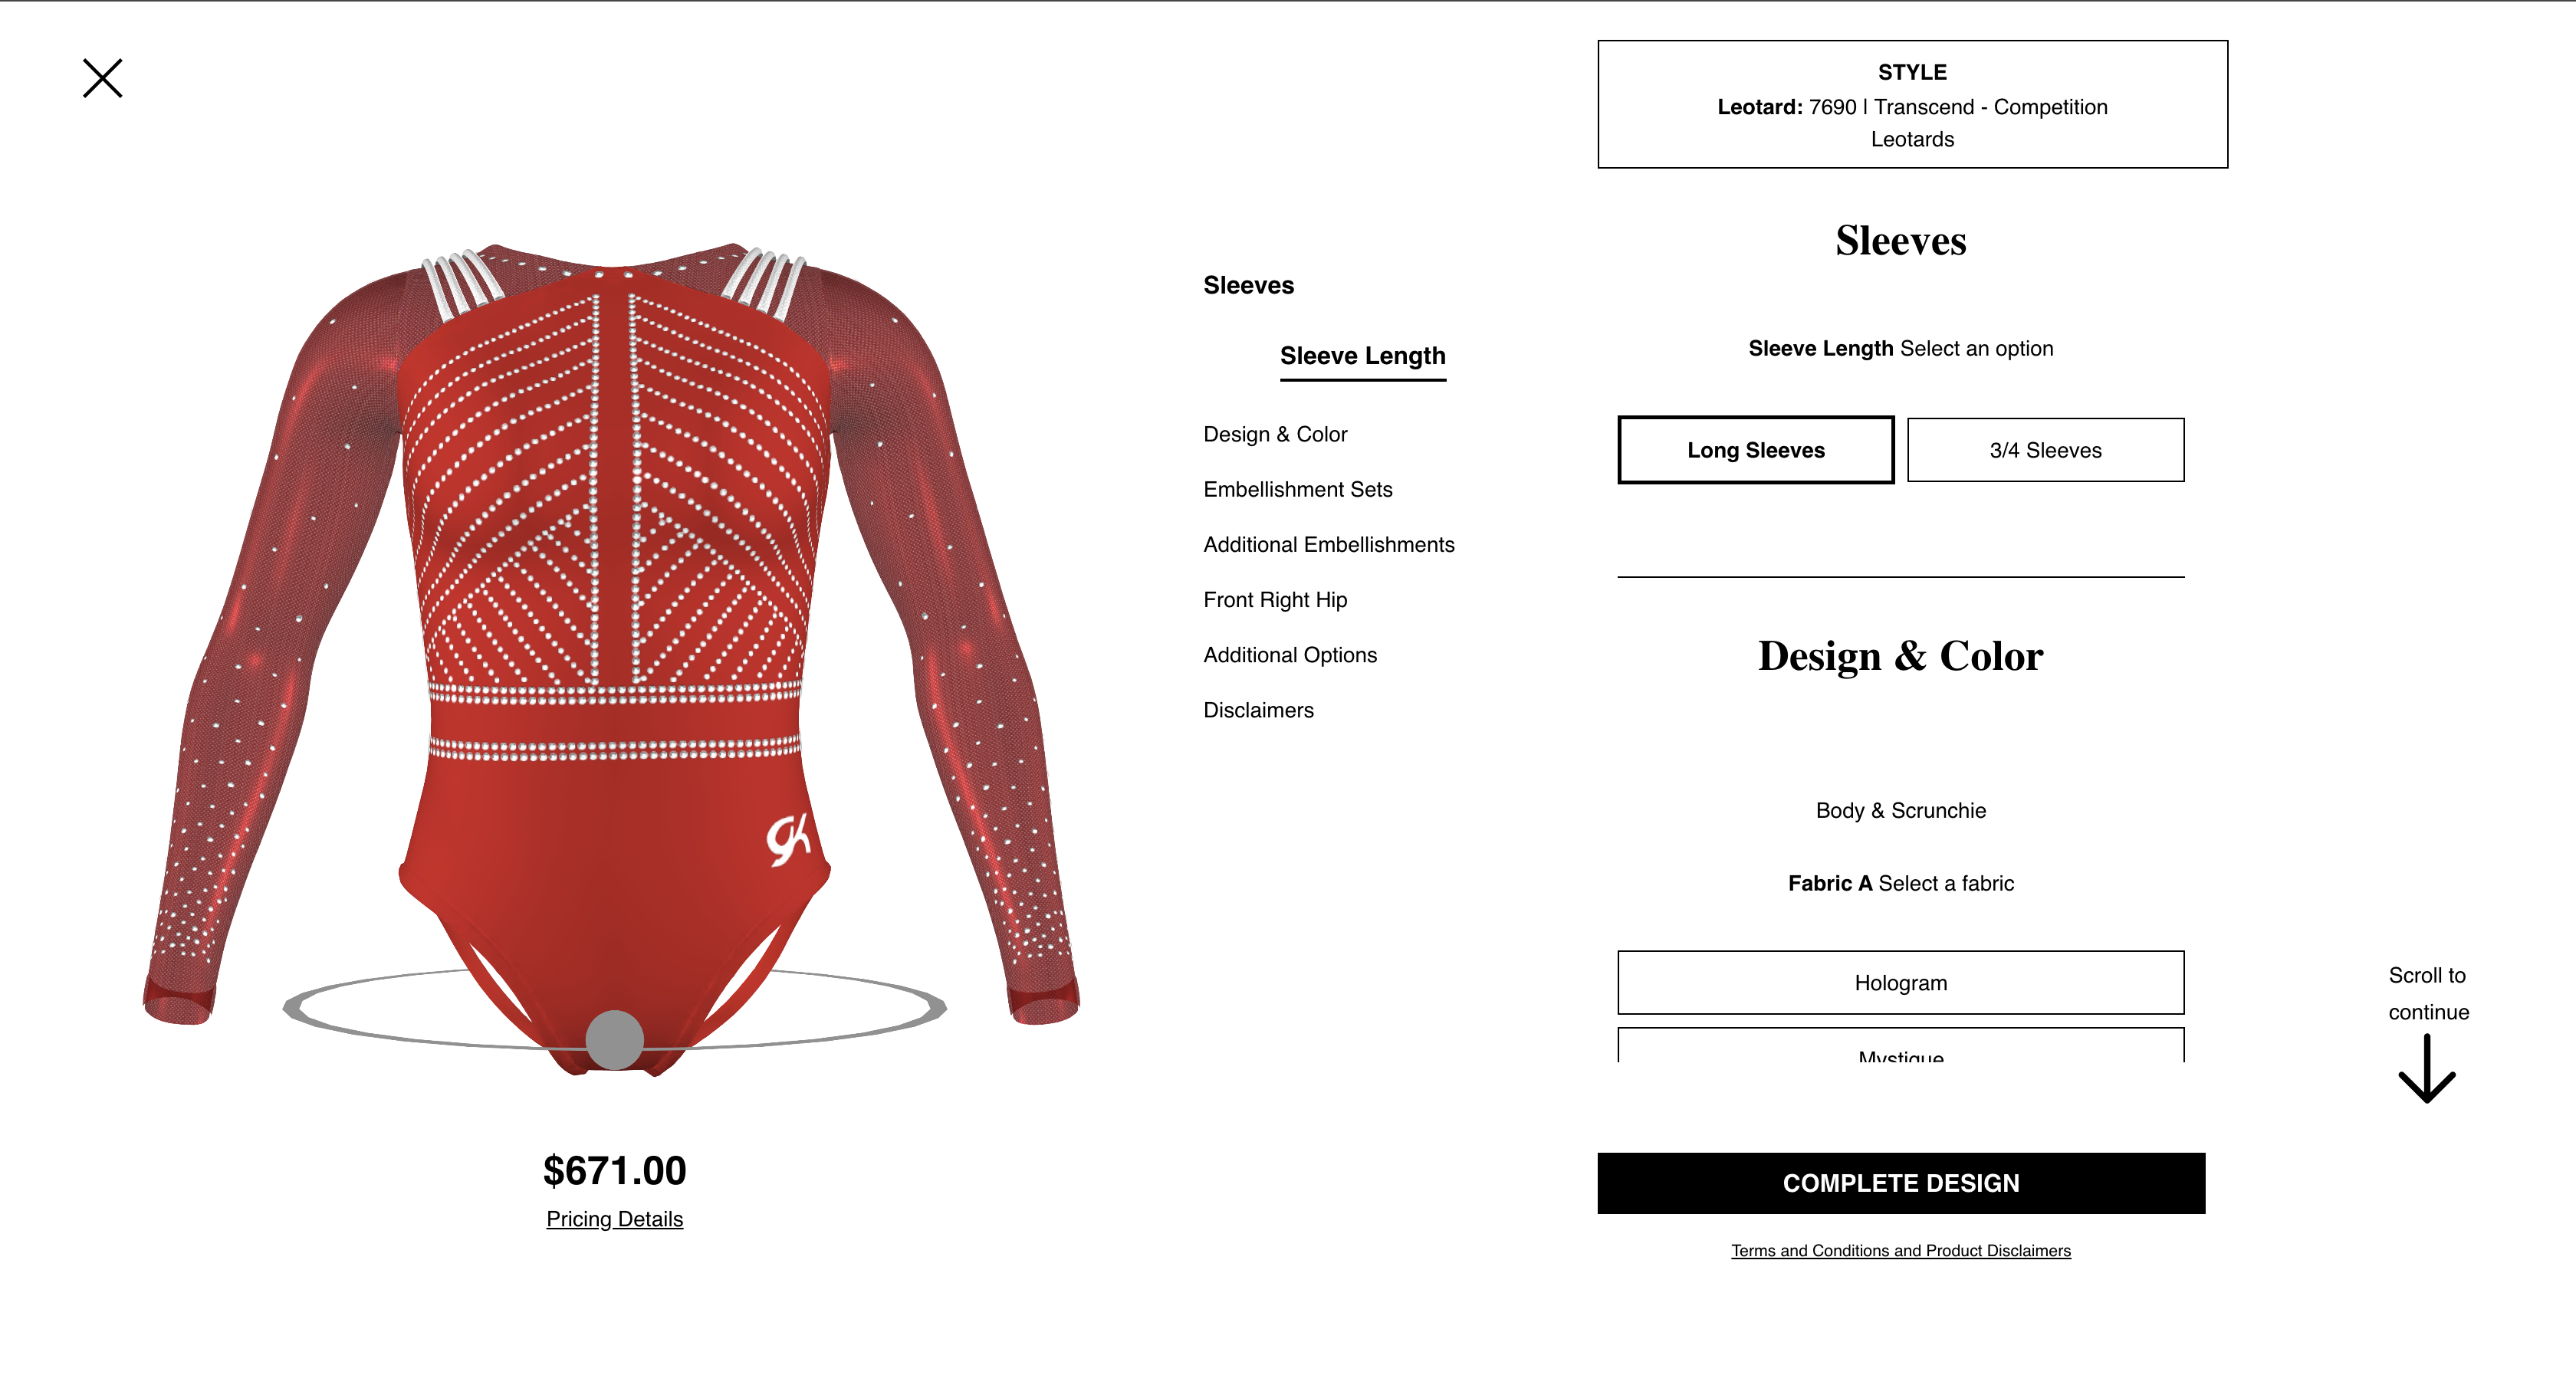 STYLE
Leotard: 7690 | Transcend - Competition
Leotards
Sleeves
Sleeve Length
Design & Color
Embellishment Sets
Additional Embellishments
Front Right Hip
Additional Options
Disclaimers
Sleeves
Sleeve Length Select an option
Long Sleeves
3/4 Sleeves
Design & Color
Body & Scrunchie
Fabric A Select a fabric
Hologram
Mystique
Scroll to
continue
GK
$671.00
Pricing Details
COMPLETE DESIGN
Terms and Conditions and Product Disclaimers